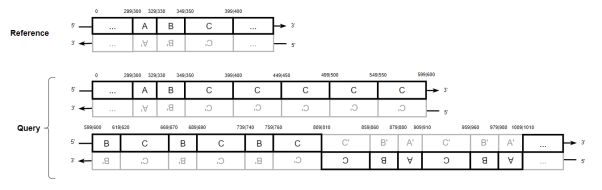 0 299|300 329|330 349|350 399|400
Reference 5' ... A B C ... 3'
3' ... A' B' C' ... 5'
0 299|300 329|330 349|350 399|400 449|450 499|500 549|550 599|600
5' ... A B C C C C C 3'
3' ... A' B' C' C' C' C' C' 5'
Query
599|600 619|620 669|670 689|690 739|740 759|760 809|810 859|860 879|880 909|910 959|960 979|980 1009|1010
5' B C B C B C C' B' A' C' B' A' ... 3'
3' B' C' B' C' B' C' C B A C B A ... 5'